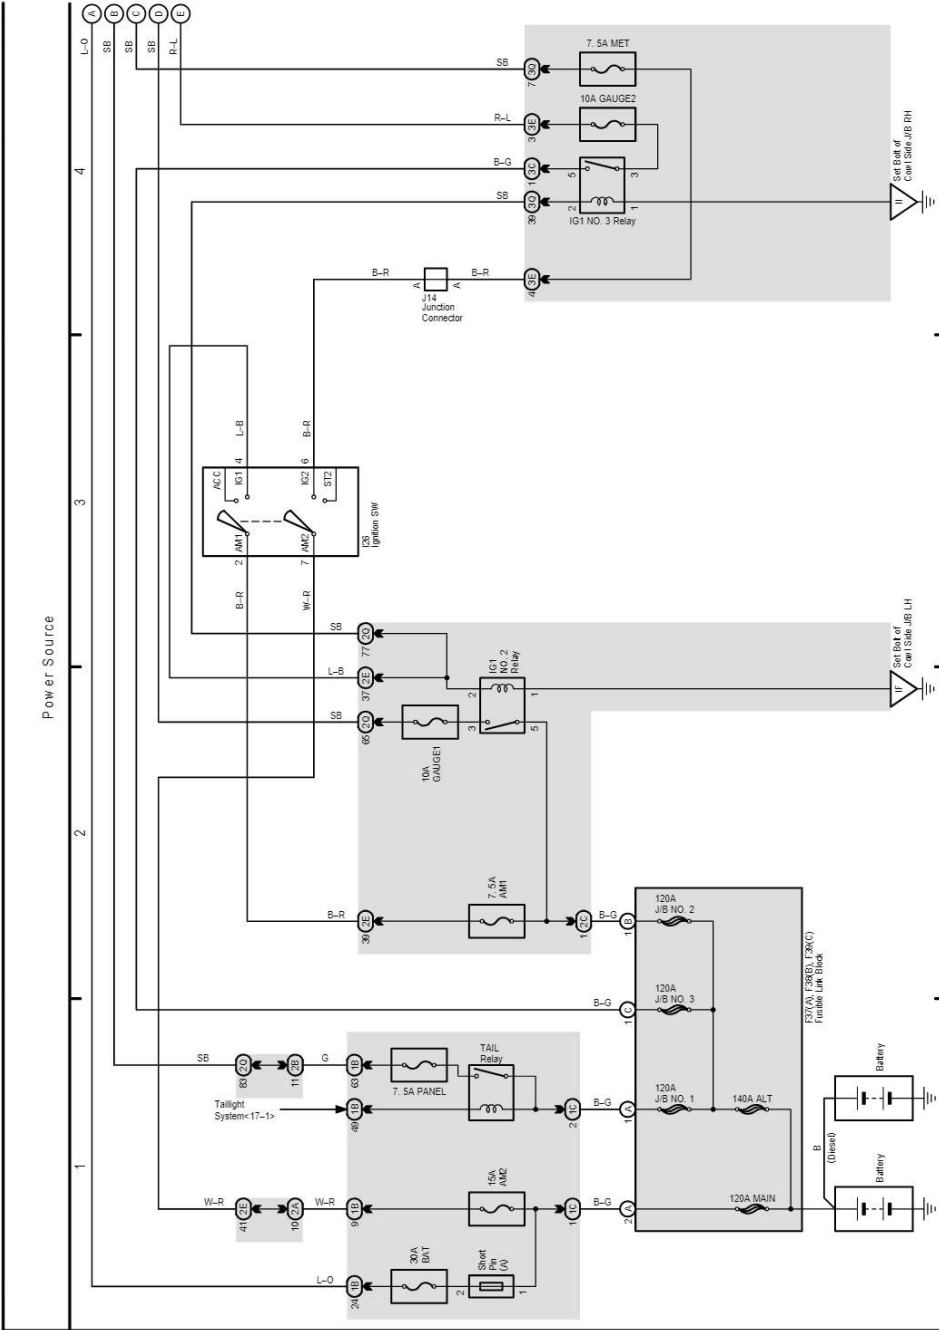 Power Source
1
2
3
4
A
B
C
D
E
L–O
SB
SB
SB
R–L
7. 5A MET
SB
7 3Q
10A GAUGE2
R–L
3 3E
B–G
1 3C
5
3
SB
39 3Q
2
1
IG1 NO. 3 Relay
B–R
A
A
B–R
4 3E
J14
Junction
Connector
II
Set Bolt of
Cowl Side J/B RH
L–B
B–R
4
6
ACC
IG1
IG2
ST2
AM1
AM2
2
7
I26
Ignition SW
B–R
W–R
SB
77 2Q
L–B
37 2E
SB
65 2Q
IG1
NO. 2
Relay
2
1
3
5
10A
GAUGE1
IF
Set Bolt of
Cowl Side J/B LH
B–R
39 2E
7. 5A
AM1
1 2C
B–G
1 B
120A
J/B NO. 2
B–G
1 C
120A
J/B NO. 3
SB
83 2Q
11 2B
G
63 1B
7. 5A PANEL
TAIL
Relay
Taillight
System<17–1>
49 1B
2 1C
B–G
1 A
120A
J/B NO. 1
140A ALT
W–R
41 2E
10 2A
W–R
9 1B
15A
AM2
1 1C
B–G
2 A
120A MAIN
L–O
24 1B
30A
BAT
Short
Pin
(A)
2
1
F37(A), F38(B), F39(C)
Fusible Link Block
B
(Diesel)
Battery
Battery